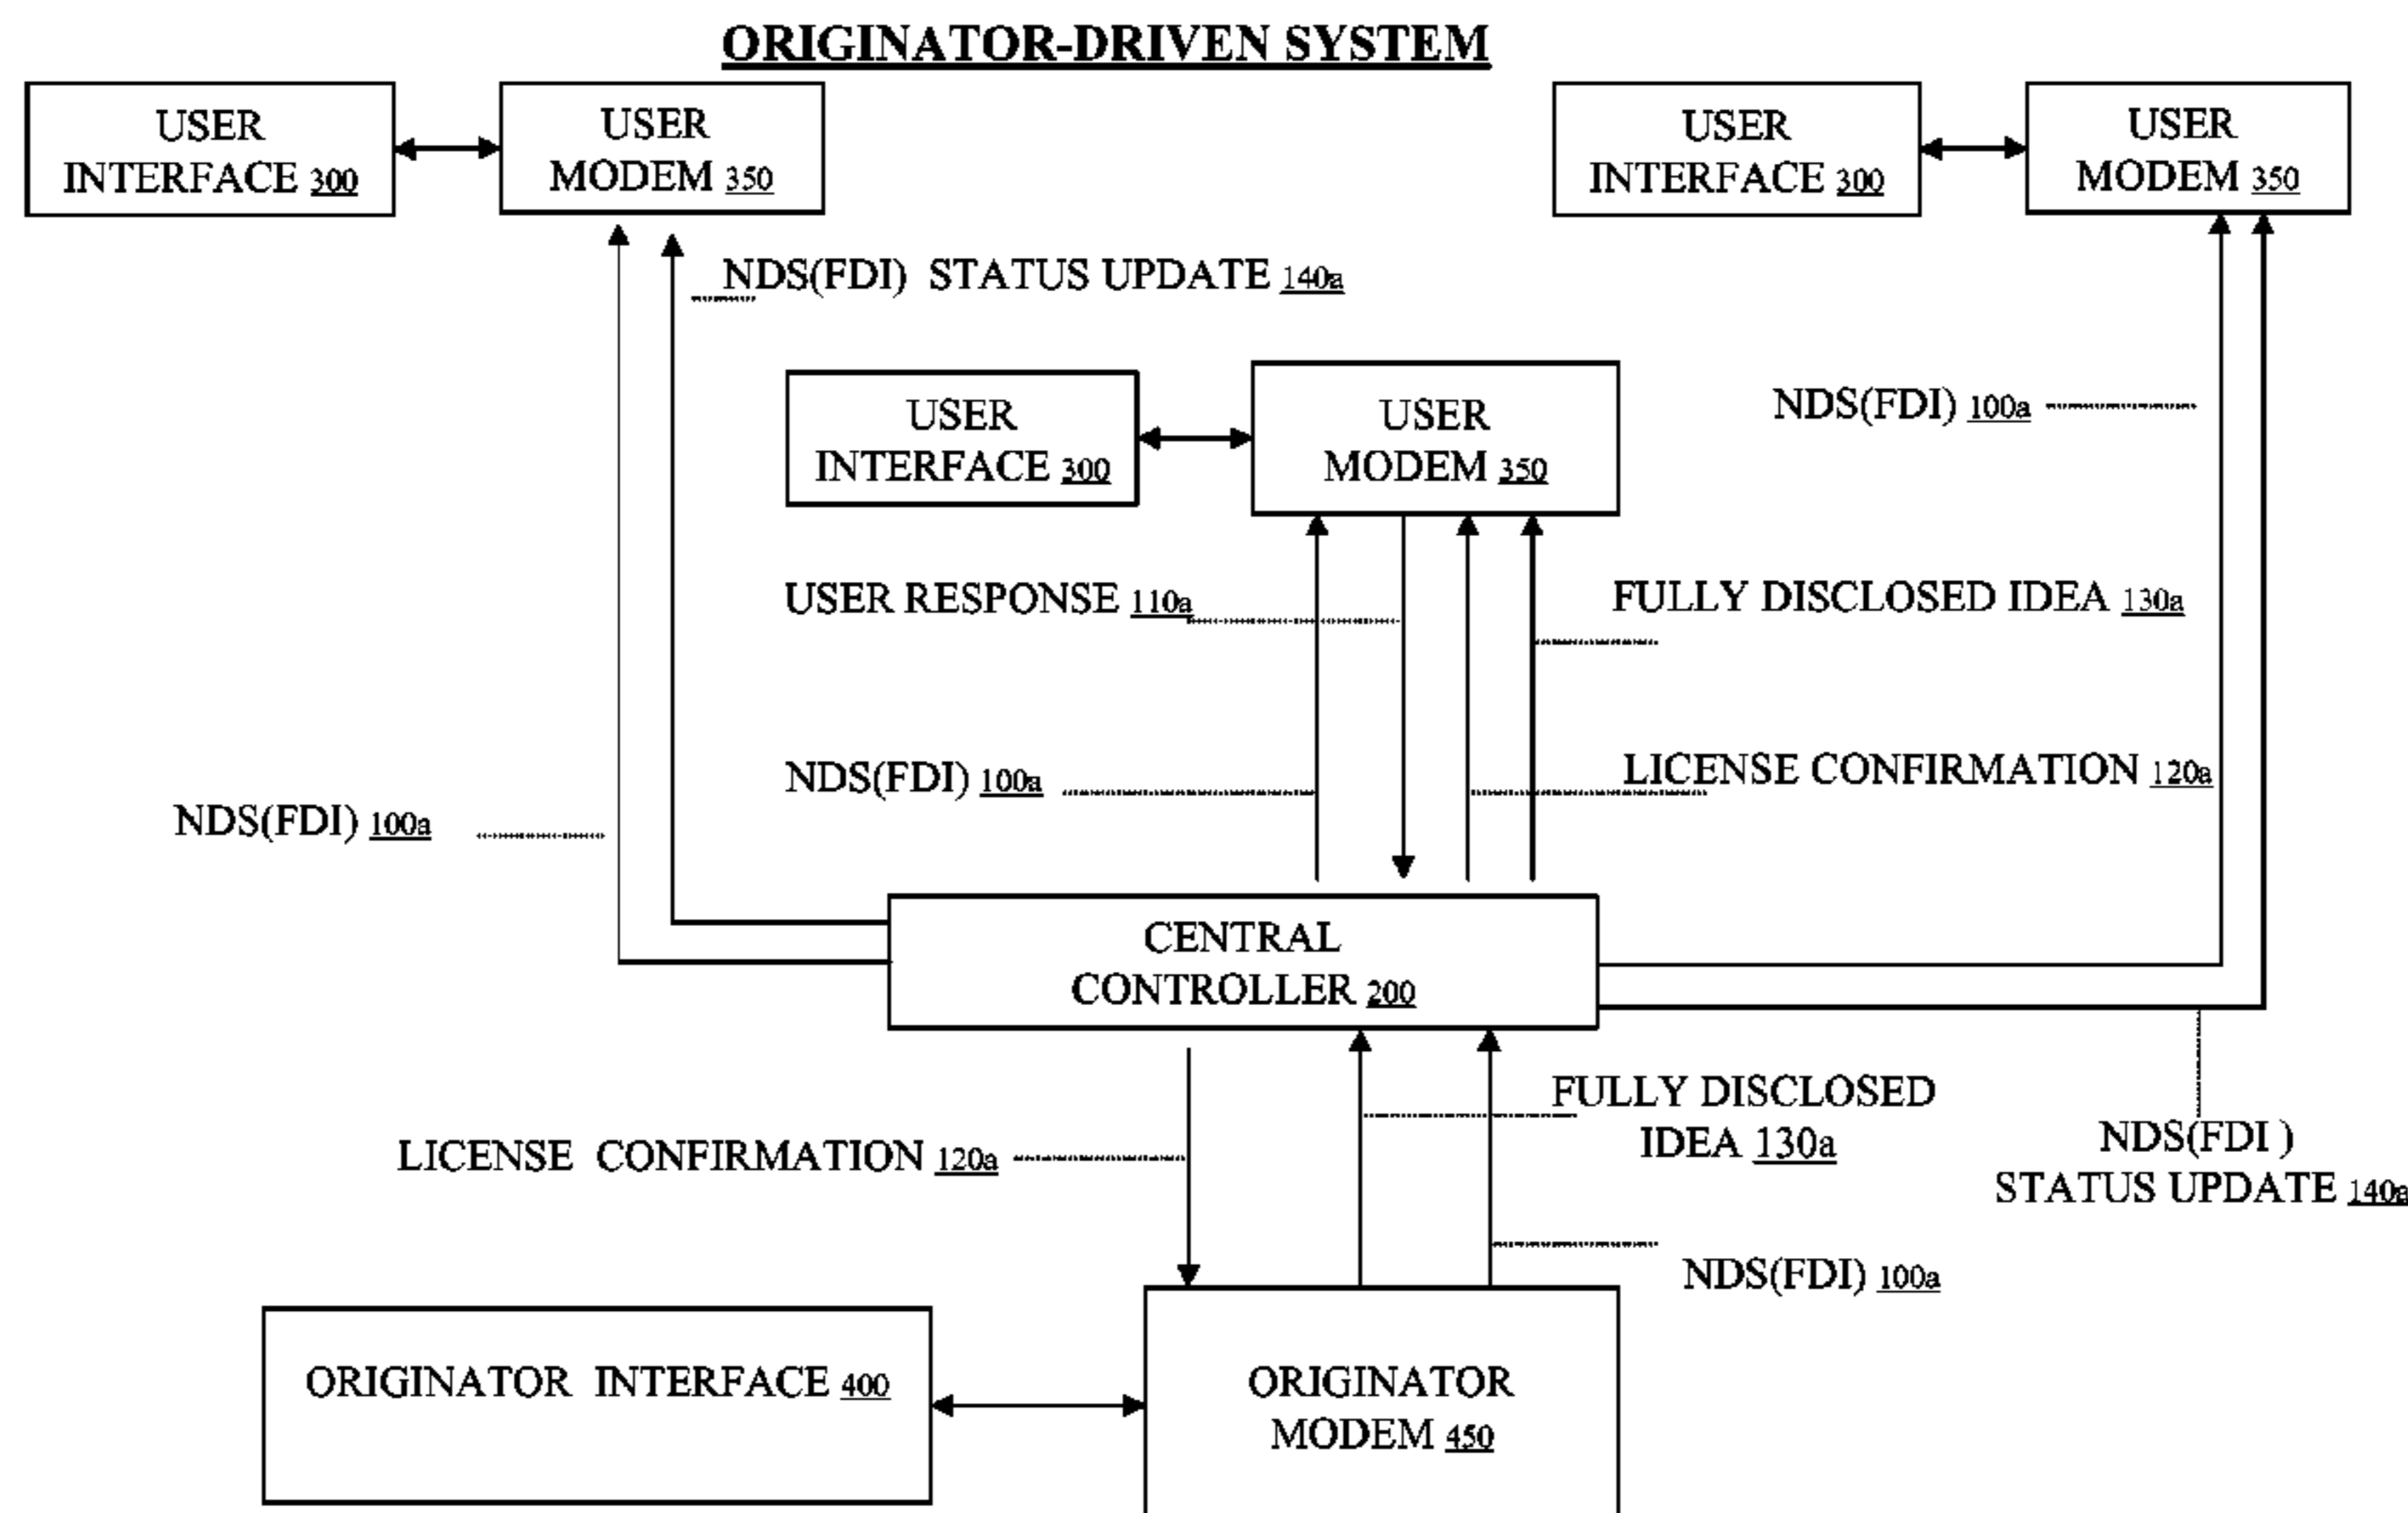 ORIGINATOR-DRIVEN SYSTEM
USER
INTERFACE 300
USER
MODEM 350
USER
INTERFACE 300
USER
MODEM 350
NDS(FDI) STATUS UPDATE 140a
USER
INTERFACE 300
USER
MODEM 350
NDS(FDI) 100a
USER RESPONSE 110a
FULLY DISCLOSED IDEA 130a
NDS(FDI) 100a
LICENSE CONFIRMATION 120a
NDS(FDI) 100a
CENTRAL
CONTROLLER 200
LICENSE CONFIRMATION 120a
FULLY DISCLOSED
IDEA 130a
NDS(FDI )
STATUS UPDATE 140a
NDS(FDI) 100a
ORIGINATOR INTERFACE 400
ORIGINATOR
MODEM 450